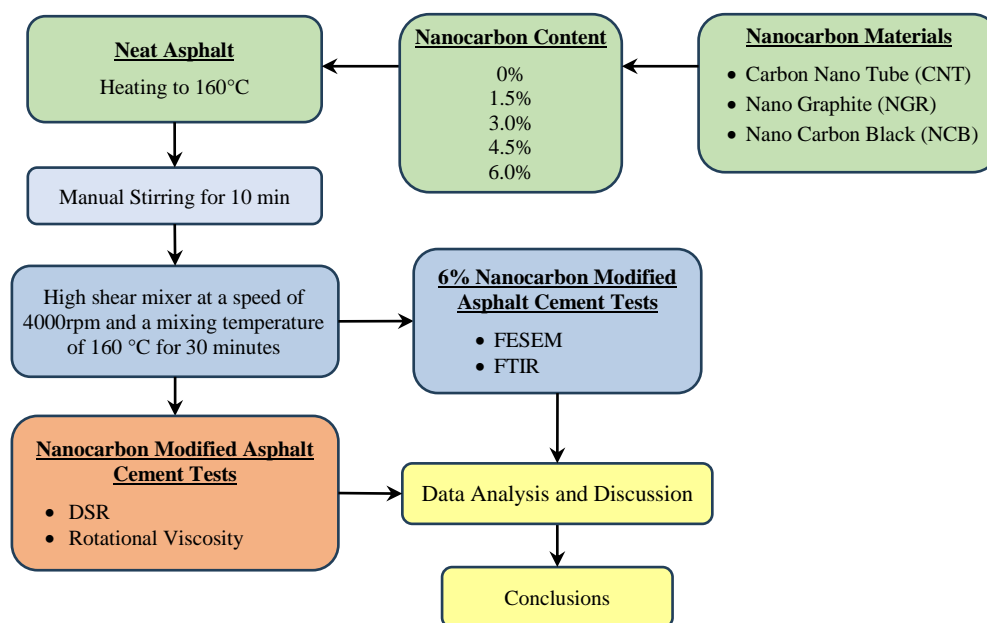 Neat Asphalt
Heating to 160°C
Nanocarbon Content
0%
1.5%
3.0%
4.5%
6.0%
Nanocarbon Materials
• Carbon Nano Tube (CNT)
• Nano Graphite (NGR)
• Nano Carbon Black (NCB)
Manual Stirring for 10 min
High shear mixer at a speed of
4000rpm and a mixing temperature
of 160 °C for 30 minutes
6% Nanocarbon Modified
Asphalt Cement Tests
• FESEM
• FTIR
Nanocarbon Modified Asphalt
Cement Tests
• DSR
• Rotational Viscosity
Data Analysis and Discussion
Conclusions